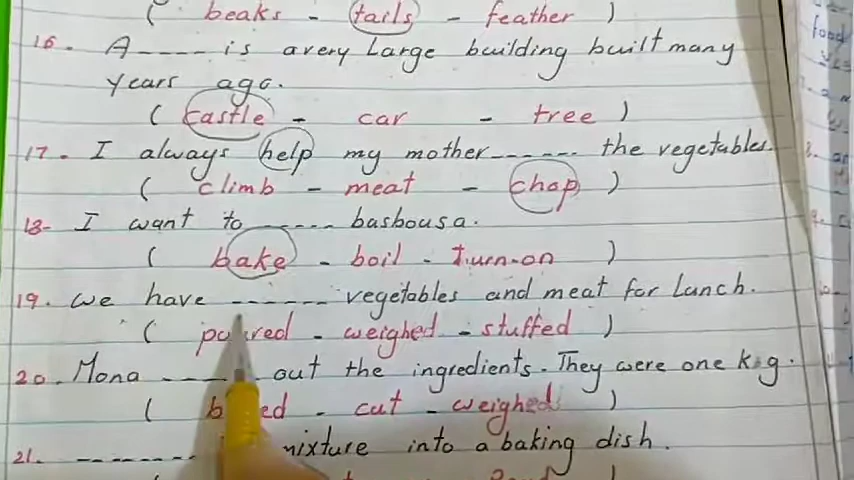 ( beaks - tails - feather )
16. A---- is avery Large building built many
years ago.
( castle - car - tree )
17. I always help my mother------ the vegetables.
( climb - meat - chop )
18- I want to ----- basbousa.
( bake - boil - turn-on )
19. we have ------ vegetables and meat for Lunch.
( poured - weighed - stuffed )
20. Mona ---- out the ingredients. They were one k.g.
( - cut - weighed )
21. -------- mixture into a baking dish.